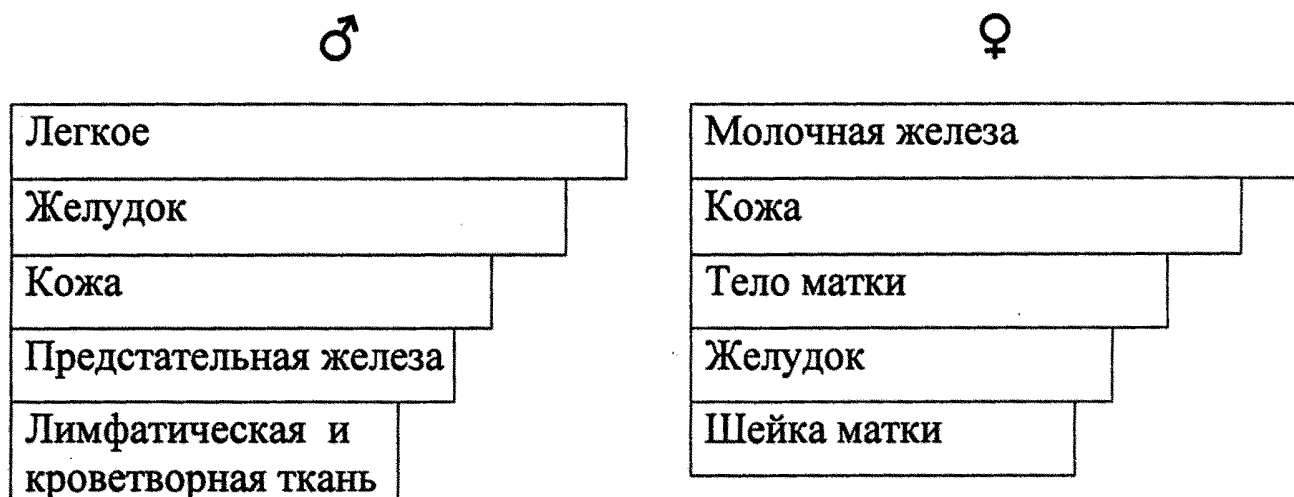 ♂
Легкое
Желудок
Кожа
Предстательная железа
Лимфатическая и
кроветворная ткань
♀
Молочная железа
Кожа
Тело матки
Желудок
Шейка матки